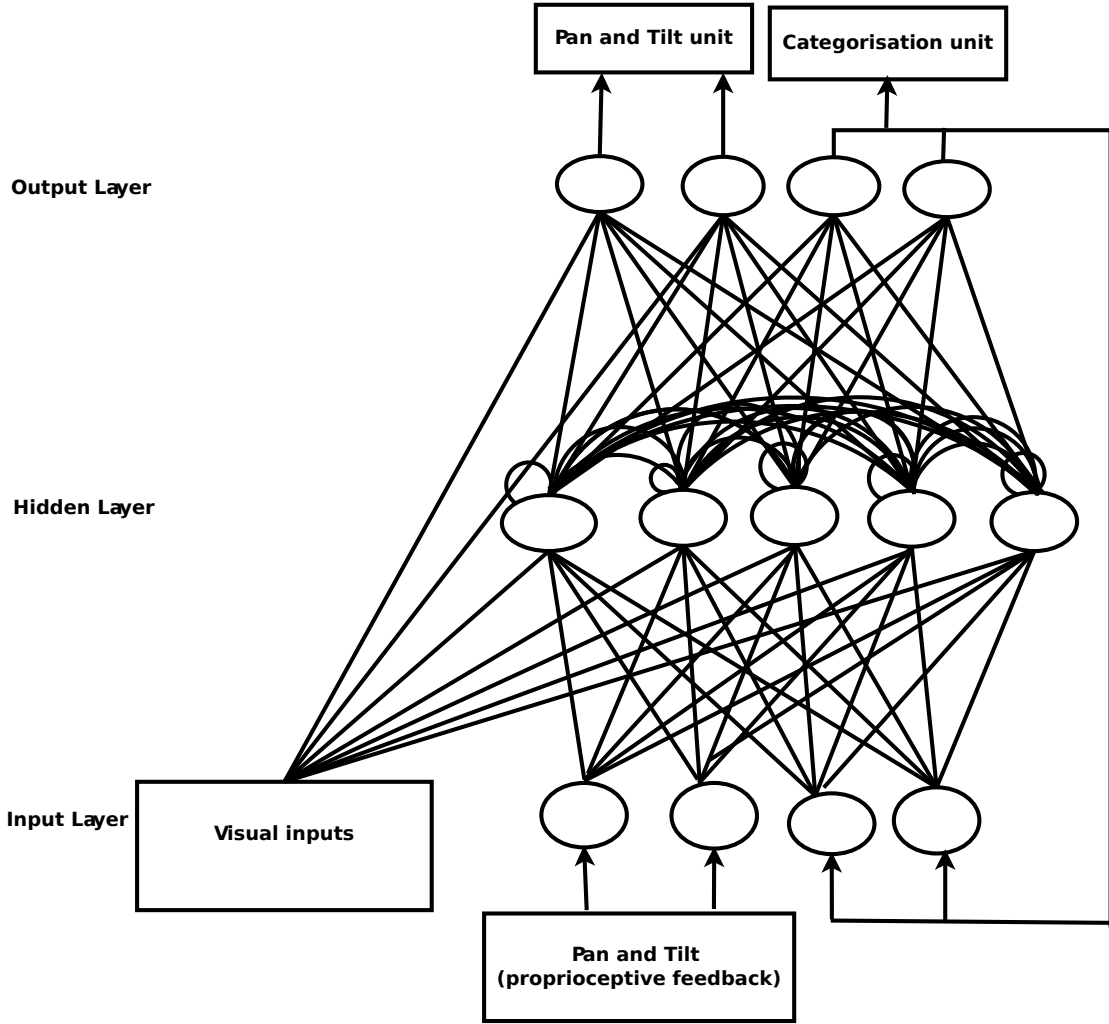 Pan and Tilt unit
Categorisation unit
Output Layer
Hidden Layer
Input Layer
Visual inputs
Pan and Tilt
(proprioceptive feedback)